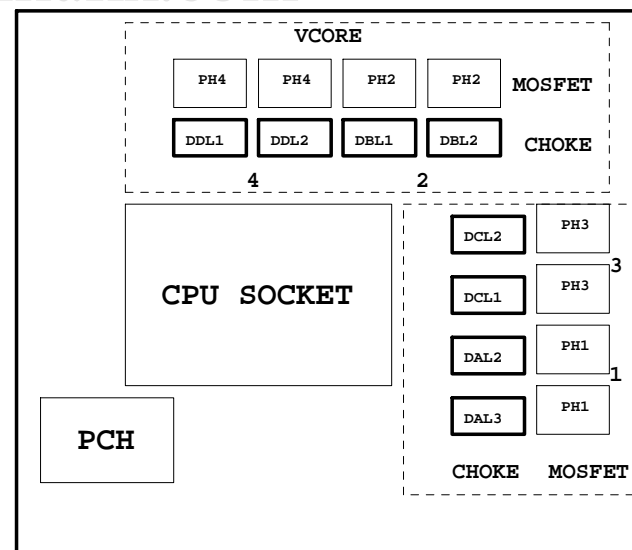 VCORE
PH4 PH4 PH2 PH2 MOSFET
DDL1 DDL2 DBL1 DBL2 CHOKE
4 2
CPU SOCKET
DCL2 PH3
3
DCL1 PH3
DAL2 PH1
1
DAL3 PH1
PCH
CHOKE MOSFET